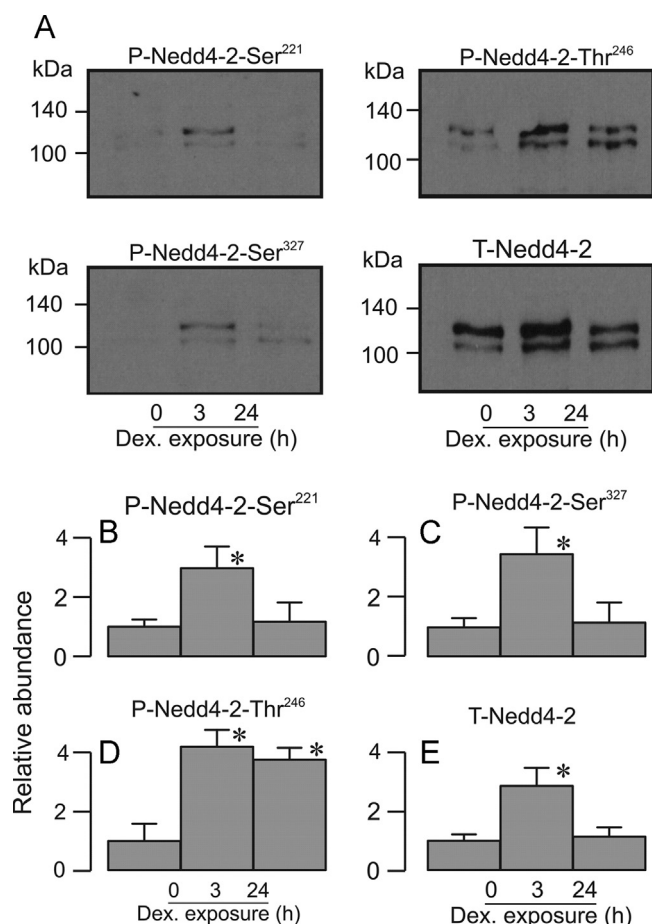 A
P-Nedd4-2-Ser221
P-Nedd4-2-Thr246
kDa
140
100
kDa
140
100
P-Nedd4-2-Ser327
T-Nedd4-2
kDa
140
100
kDa
140
100
0 3 24
Dex. exposure (h)
0 3 24
Dex. exposure (h)
P-Nedd4-2-Ser221
P-Nedd4-2-Ser327
B
4
2
0
*
C
4
2
0
*
Relative abundance
P-Nedd4-2-Thr246
T-Nedd4-2
D
4
2
0
* *
E
4
2
0
*
0 3 24
Dex. exposure (h)
0 3 24
Dex. exposure (h)